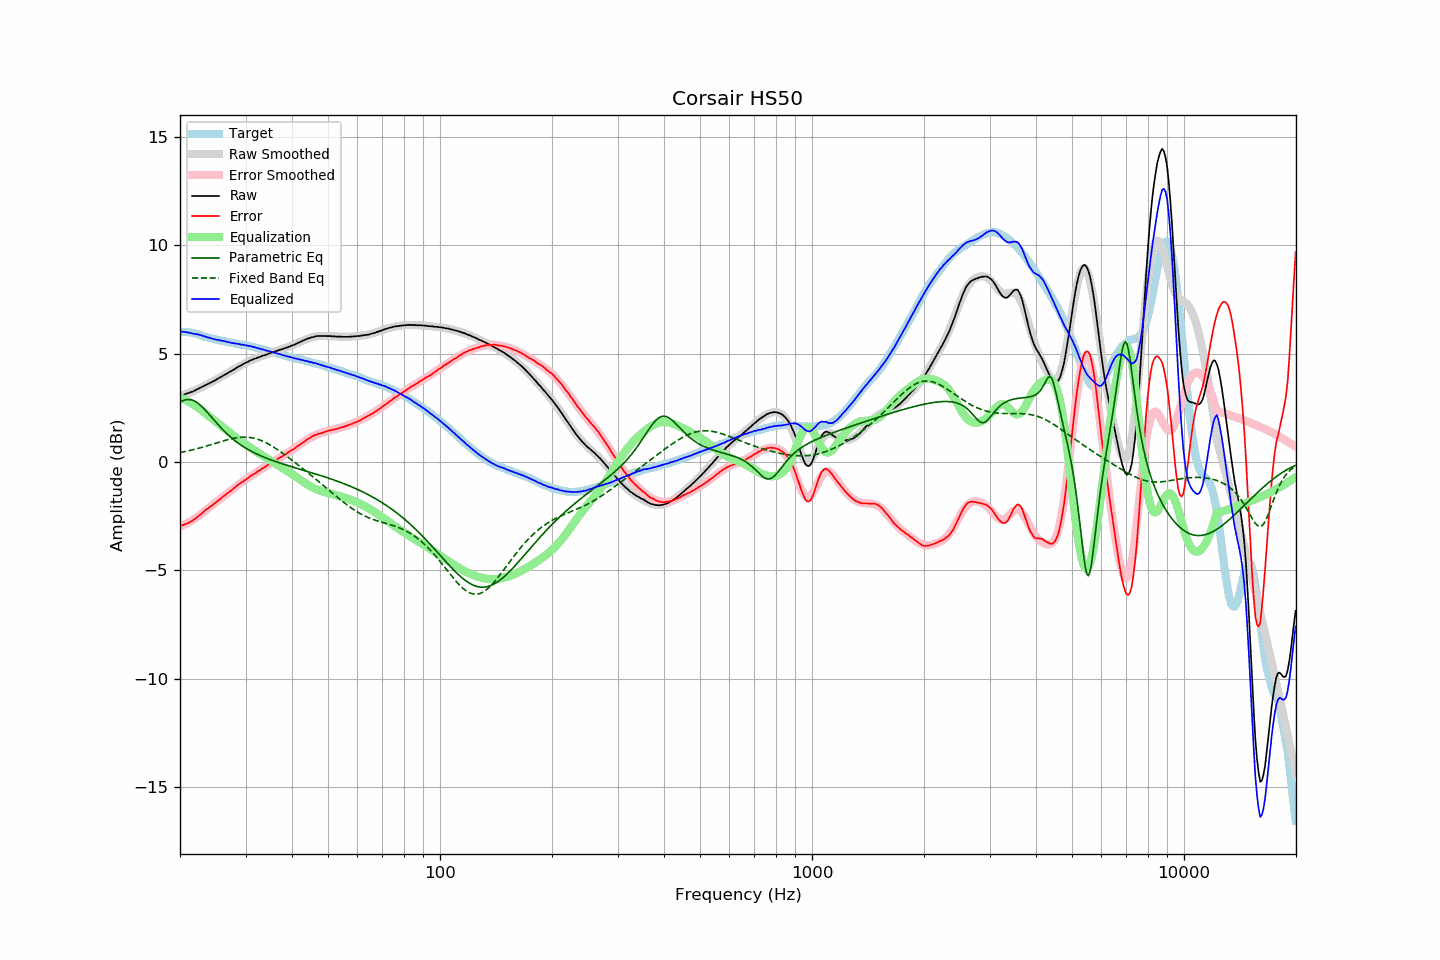 Corsair HS50
Target
Raw Smoothed
Error Smoothed
Raw
Error
Equalization
Parametric Eq
Fixed Band Eq
Equalized
15
10
5
0
−5
−10
−15
Amplitude (dBr)
100
1000
10000
Frequency (Hz)